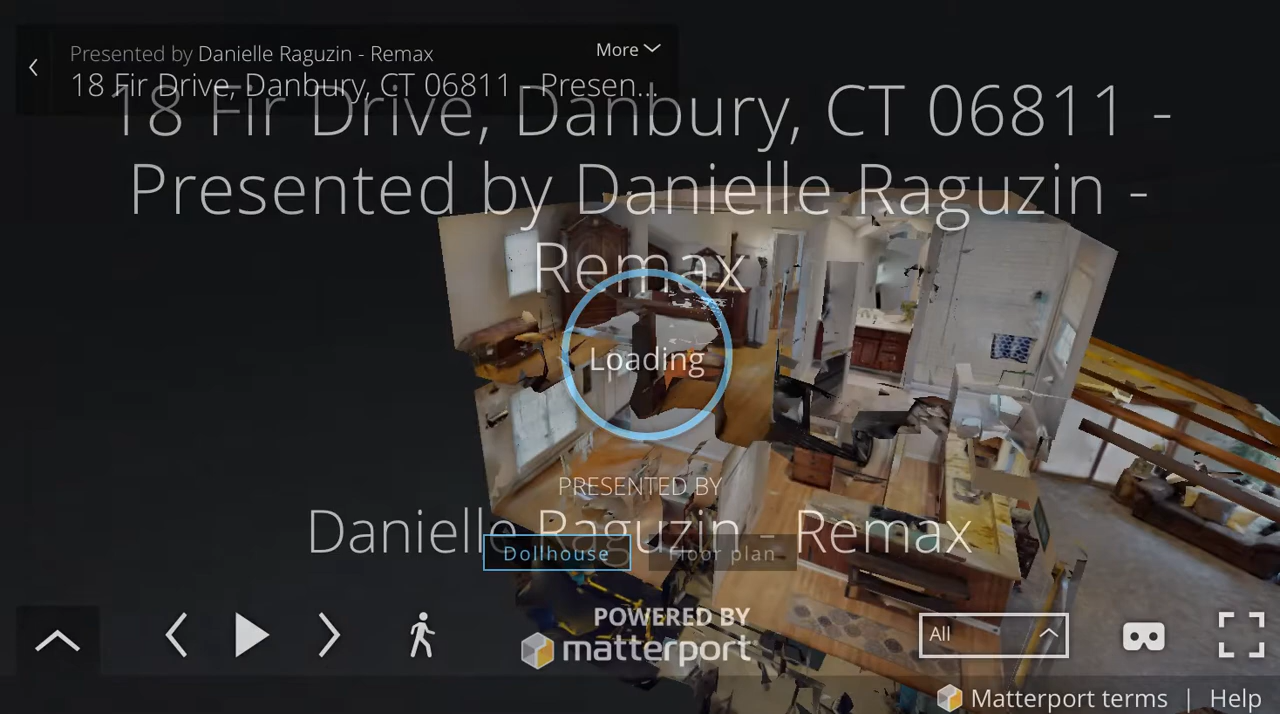 Presented by Danielle Raguzin - Remax
More
18 Fir Drive, Danbury, CT 06811 - Presen...
18 Fir Drive, Danbury, CT 06811 -
Presented by Danielle Raguzin -
Remax
Loading
PRESENTED BY
Danielle Raguzin - Remax
Dollhouse
Floor plan
POWERED BY
matterport
All
Matterport terms | Help